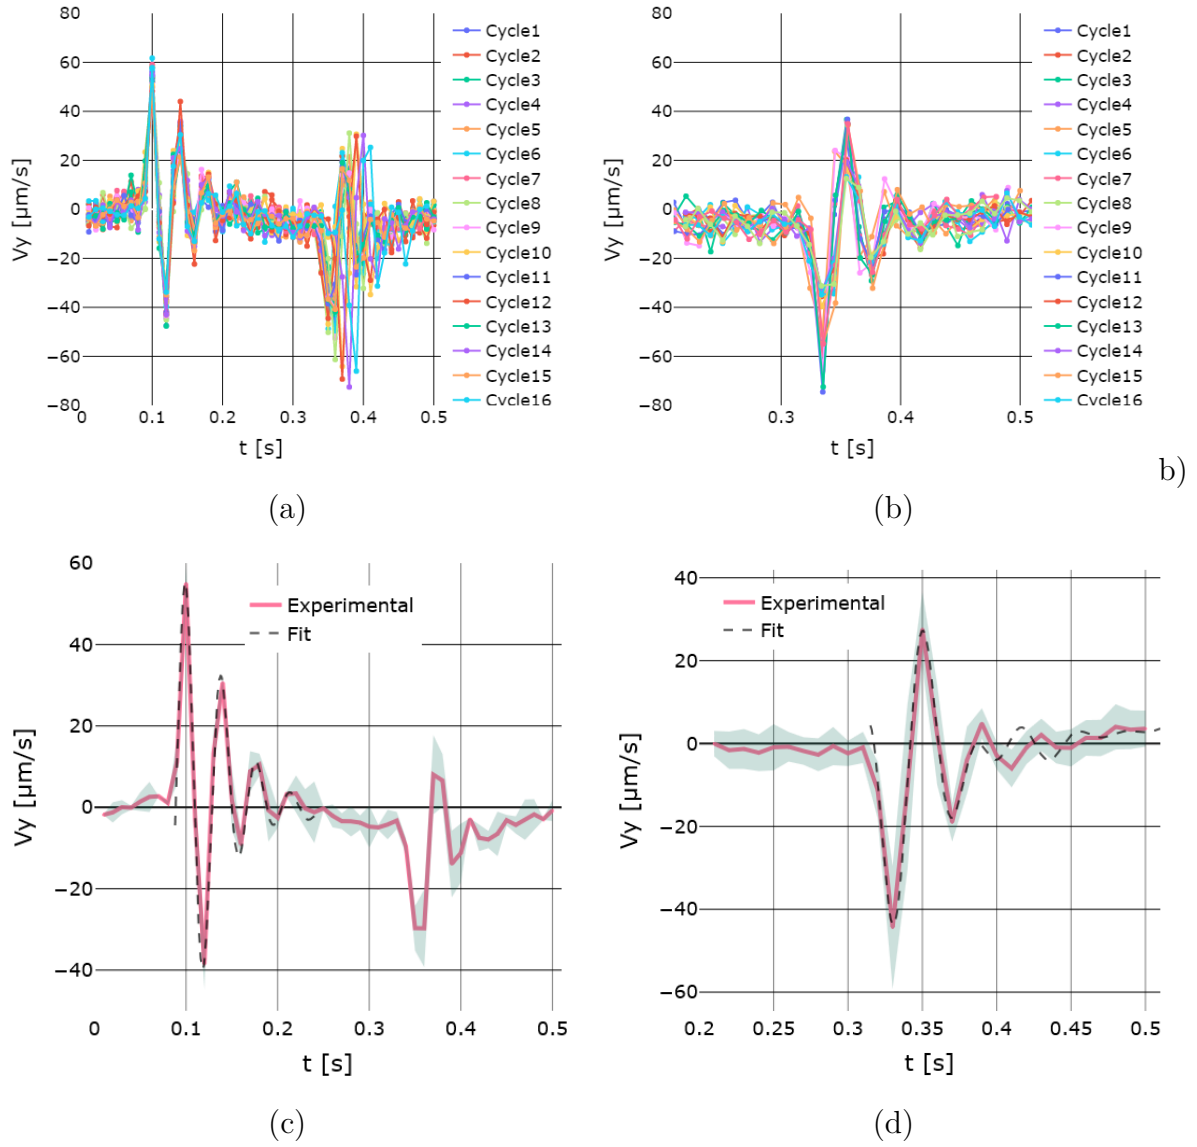 80
60
40
20
0
−20
−40
−60
−80
Vy [μm/s]
0
0.1
0.2
0.3
0.4
0.5
t [s]
Cycle1
Cycle2
Cycle3
Cycle4
Cycle5
Cycle6
Cycle7
Cycle8
Cycle9
Cycle10
Cycle11
Cycle12
Cycle13
Cycle14
Cycle15
Cycle16
(a)
80
60
40
20
0
−20
−40
−60
−80
Vy [μm/s]
0.3
0.4
0.5
t [s]
Cycle1
Cycle2
Cycle3
Cycle4
Cycle5
Cycle6
Cycle7
Cycle8
Cycle9
Cycle10
Cycle11
Cycle12
Cycle13
Cycle14
Cycle15
Cycle16
b)
(b)
60
40
20
0
−20
−40
Vy [μm/s]
Experimental
Fit
0
0.1
0.2
0.3
0.4
0.5
t [s]
(c)
40
20
0
−20
−40
−60
Vy [μm/s]
Experimental
Fit
0.2
0.25
0.3
0.35
0.4
0.45
0.5
t [s]
(d)